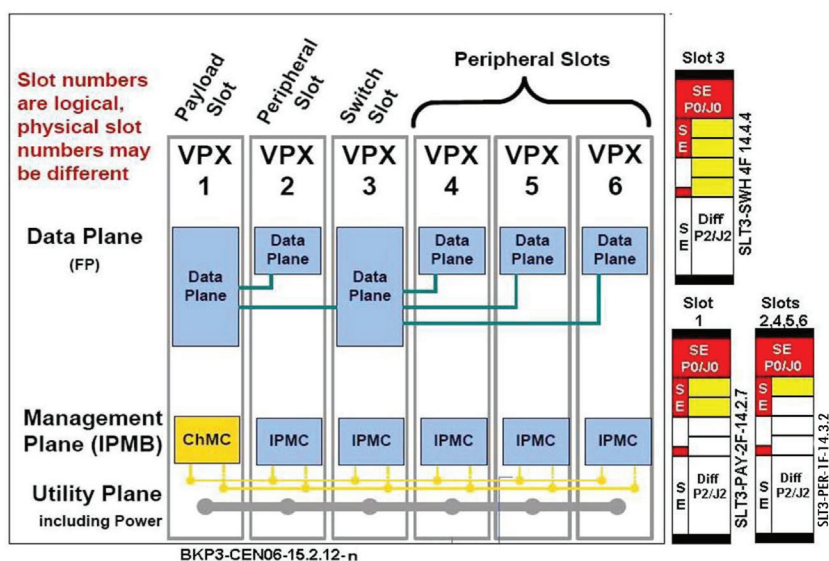 Slot numbers
are logical,
physical slot
numbers may
be different
Payload
Slot
Peripheral
Slot
Switch
Slot
Peripheral Slots
VPX
1
VPX
2
VPX
3
VPX
4
VPX
5
VPX
6
Data Plane
(FP)
Data
Plane
Data
Plane
Data
Plane
Data
Plane
Data
Plane
Data
Plane
Management
Plane (IPMB)
ChMC
IPMC
IPMC
IPMC
IPMC
IPMC
Utility Plane
including Power
BKP3-CEN06-15.2.12-n
Slot 3
SE
P0/J0
S
E
S
E
Diff
P2/J2
SLT3-SWH 4F 14.4.4
Slot
1
SE
P0/J0
S
E
S
E
Diff
P2/J2
SLT3-PAY-2F-14.2.7
Slots
2,4,5,6
SE
P0/J0
S
E
S
E
Diff
P2/J2
SLT3-PER-1F-14.3.2